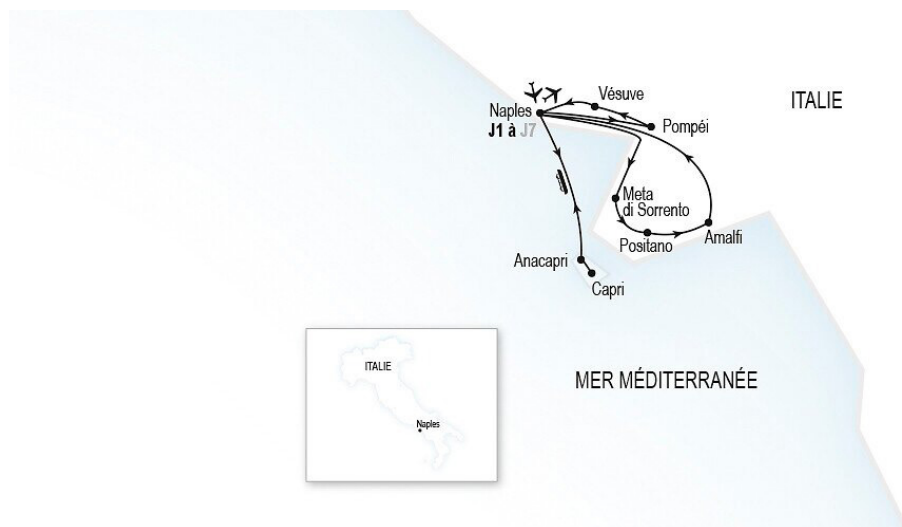 Vésuve
ITALIE
Naples
J1 à J7
Pompéi
Meta
di Sorrento
Positano
Amalfi
Anacapri
Capri
MER MÉDITERRANÉE
ITALIE
Naples